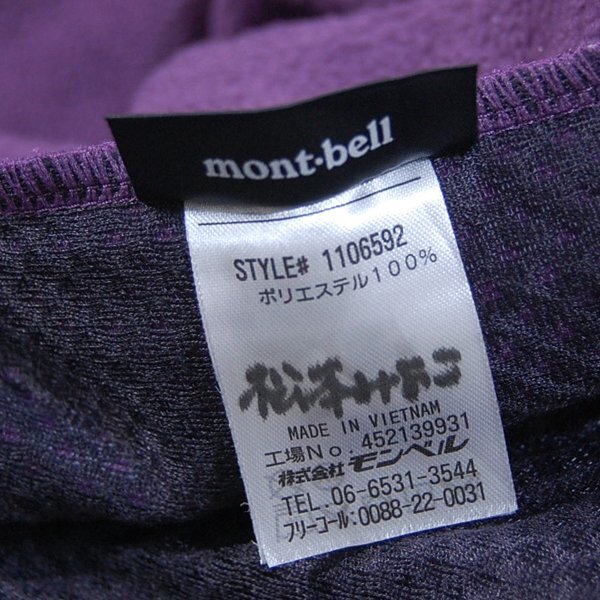 mont·bell
STYLE# 1106592
ポリエステル100%
MADE IN VIETNAM
工場No. 452139931
株式会社 モンベル
TEL. 06-6531-3544
フリーコール: 0088-22-0031